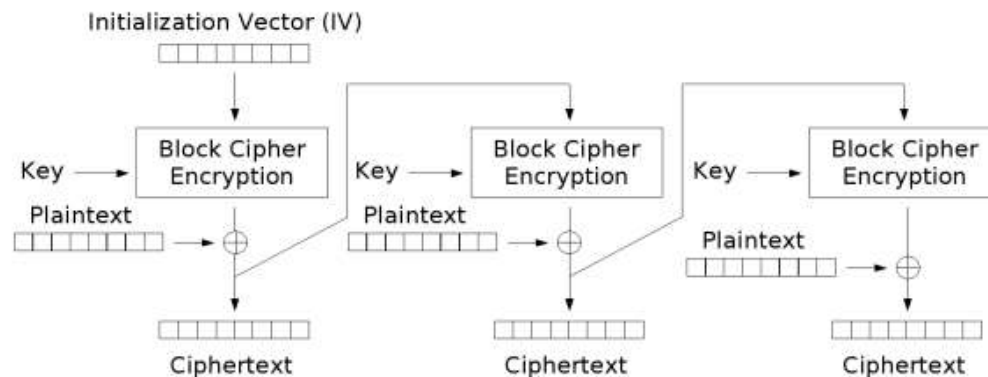 Initialization Vector (IV)
Block Cipher
Encryption
Key
Plaintext
Ciphertext
Block Cipher
Encryption
Key
Plaintext
Ciphertext
Block Cipher
Encryption
Key
Plaintext
Ciphertext